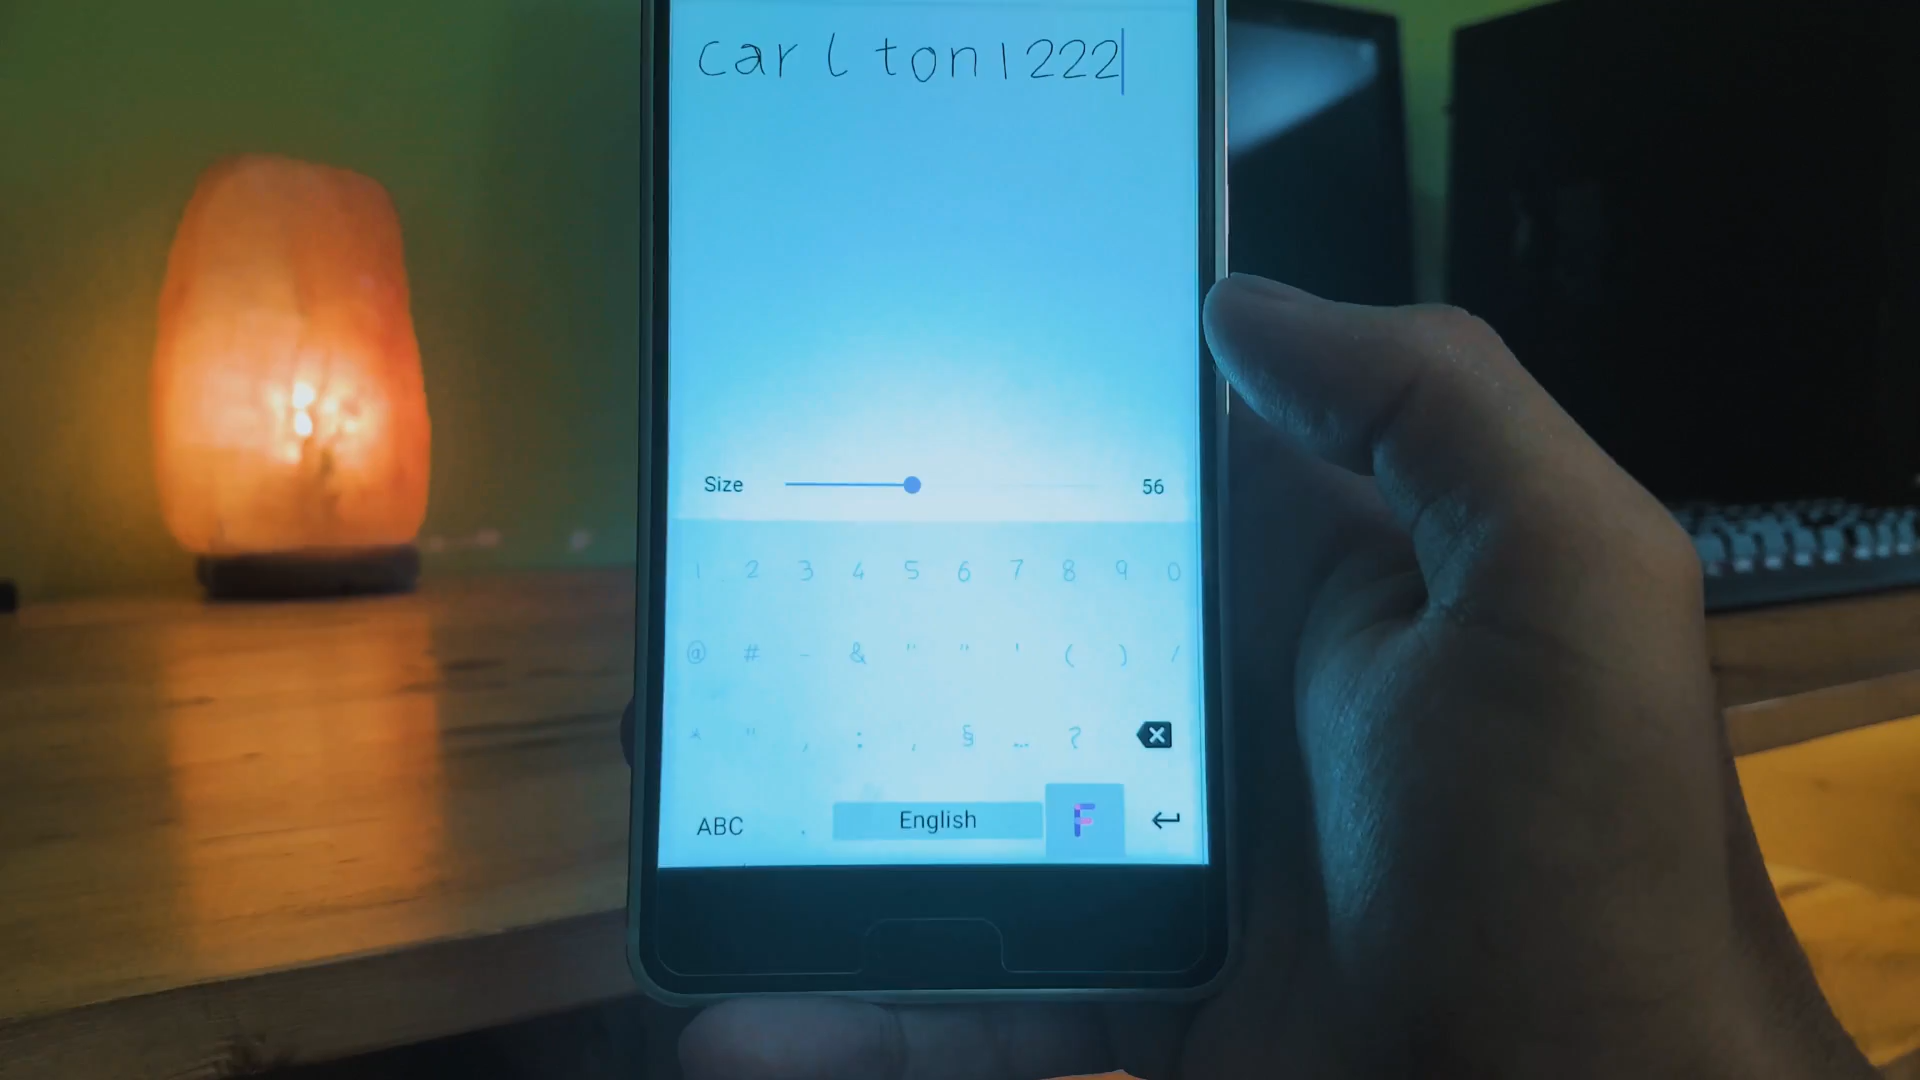 Carlton1222
Size 56
1 2 3 4 5 6 7 8 9 0
@ # - & " " ' ( ) /
* " , : , § … ?
ABC . English F